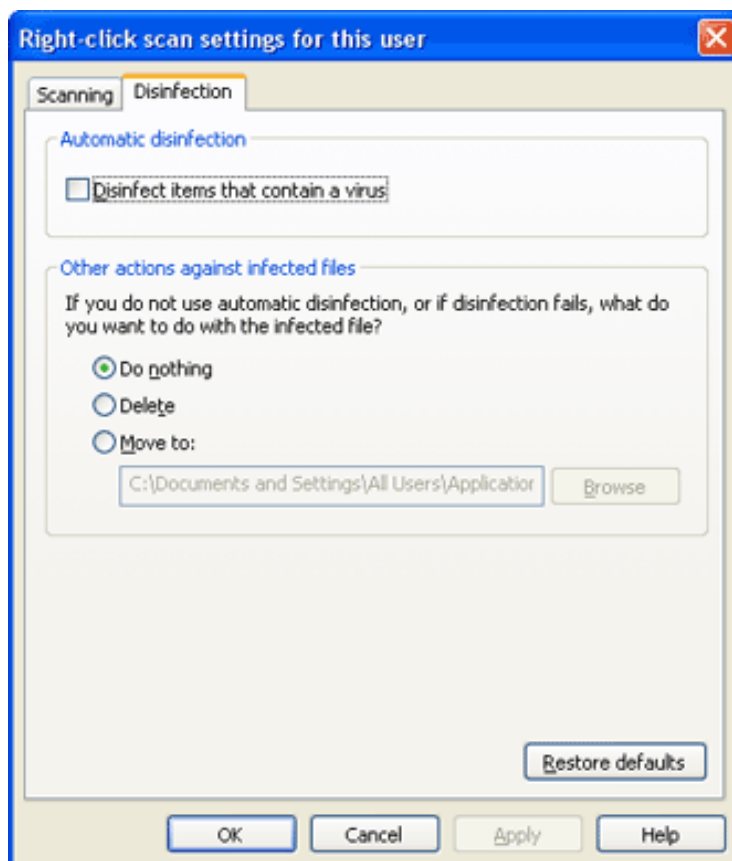 Right-click scan settings for this user
Scanning
Disinfection
Automatic disinfection
Disinfect items that contain a virus
Other actions against infected files
If you do not use automatic disinfection, or if disinfection fails, what do
you want to do with the infected file?
Do nothing
Delete
Move to:
C:\Documents and Settings\All Users\Application
Browse
Restore defaults
OK
Cancel
Apply
Help